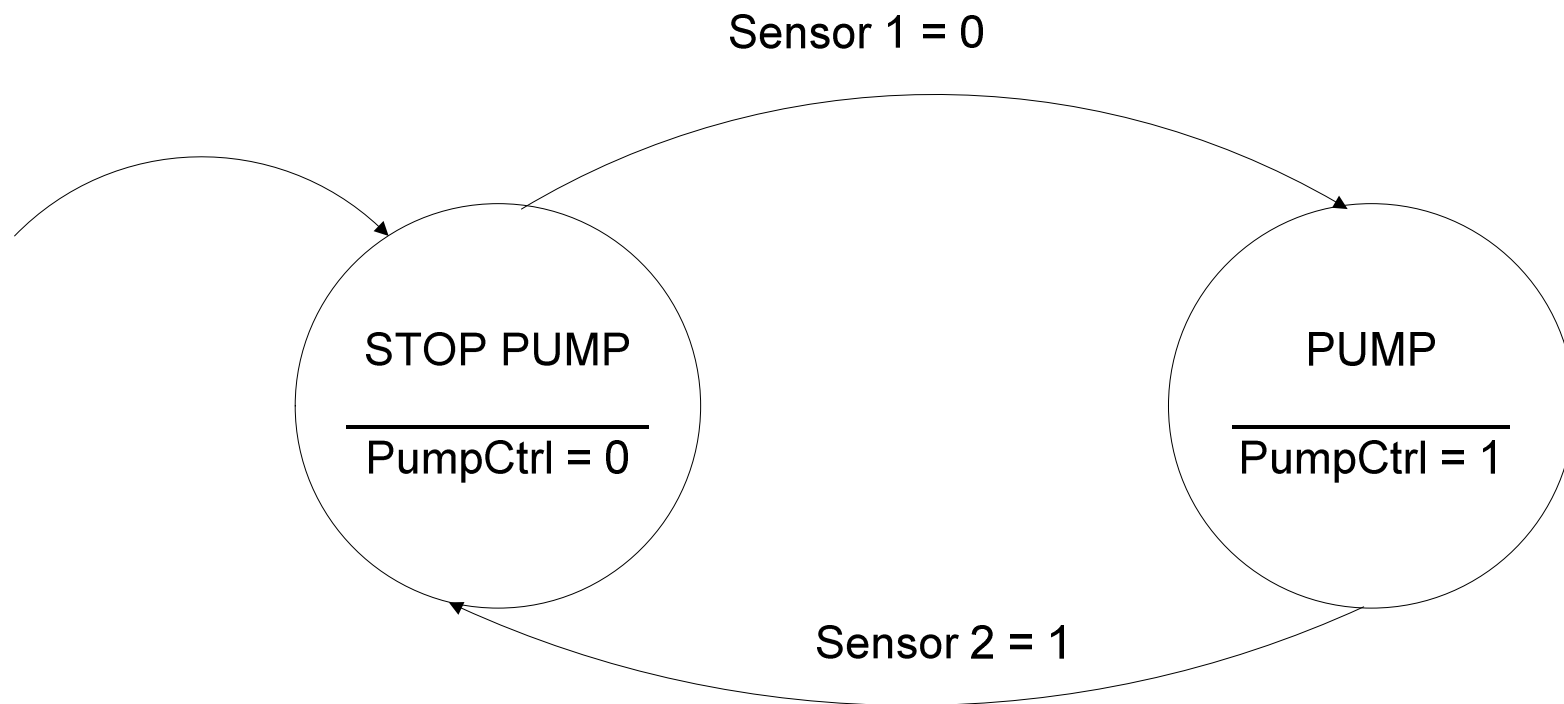 Sensor 1 = 0
STOP PUMP
PumpCtrl = 0
PUMP
PumpCtrl = 1
Sensor 2 = 1